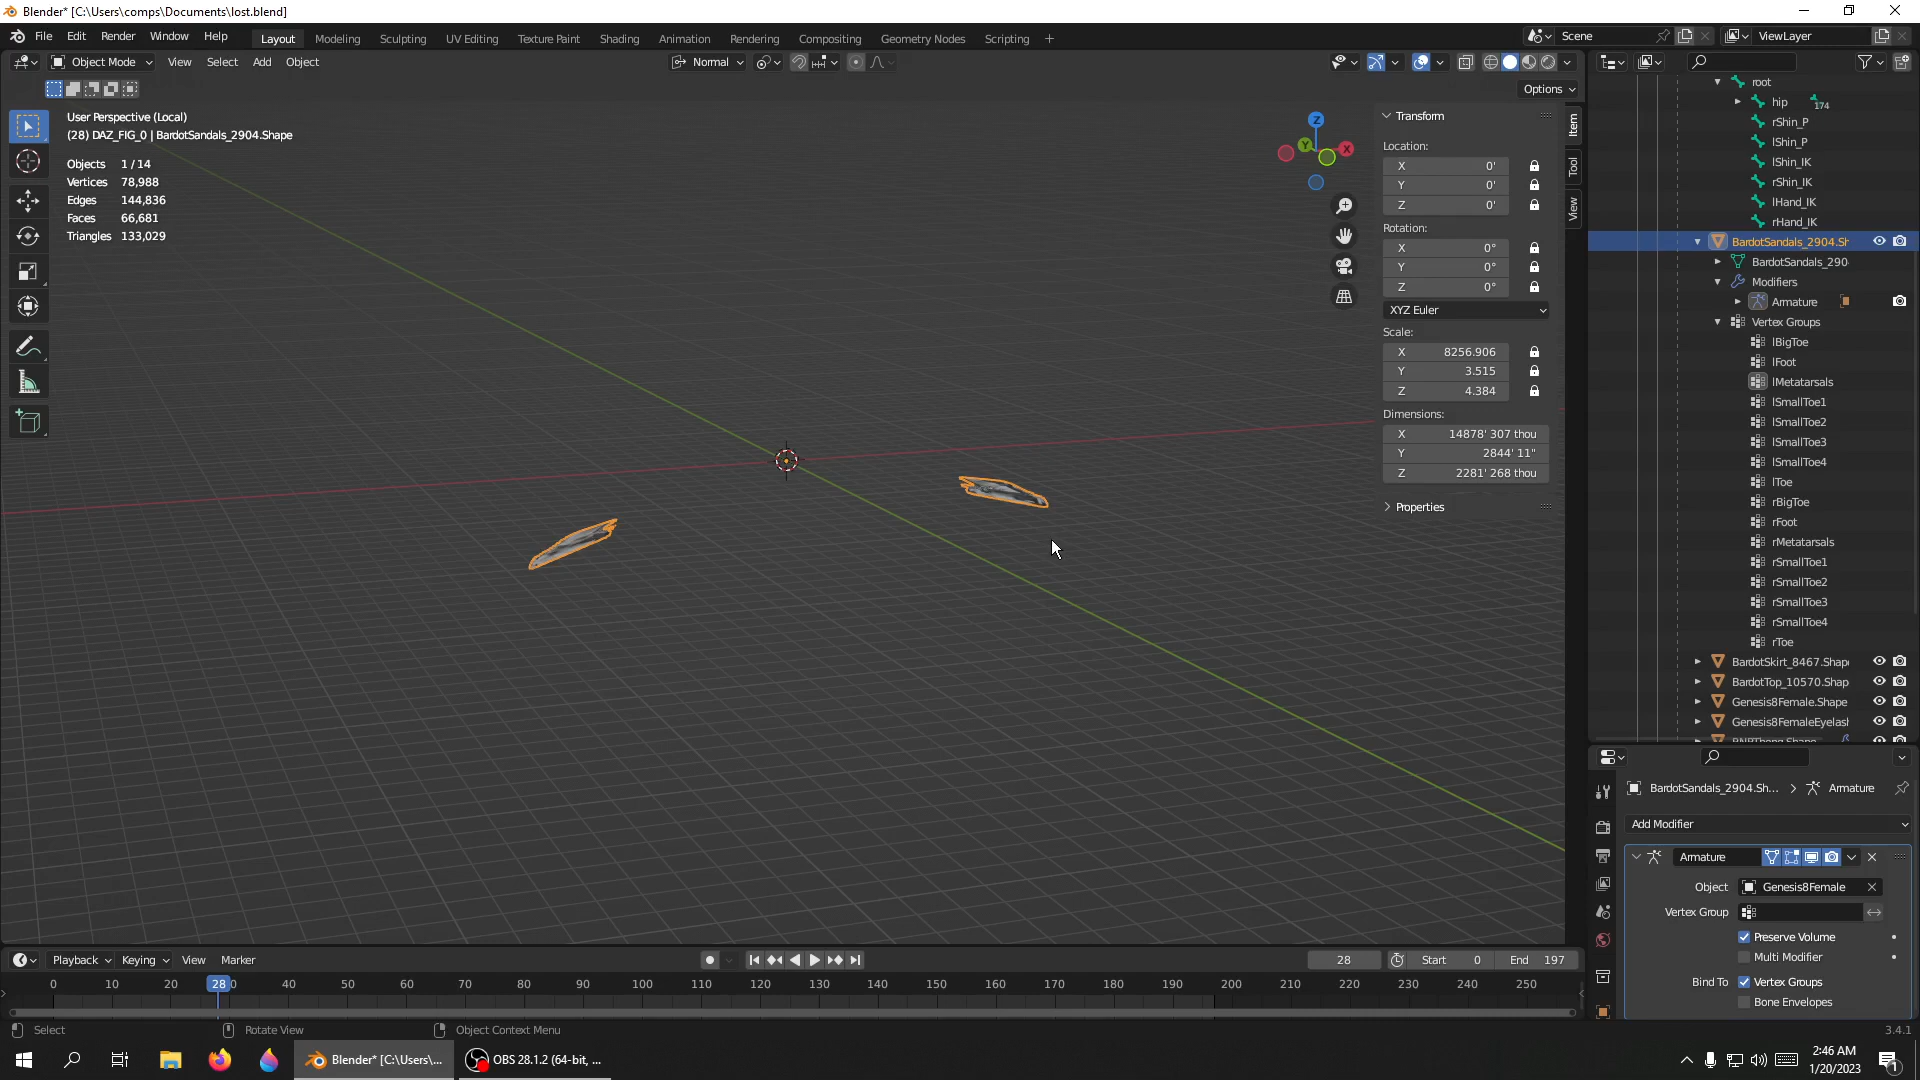 Blender* [C:\Users\comps\Documents\lost.blend]
File Edit Render Window Help Layout Modeling Sculpting UV Editing Texture Paint Shading Animation Rendering Compositing Geometry Nodes Scripting Scene ViewLayer
Object Mode View Select Add Object Normal
Options
User Perspective (Local)
(28) DAZ_FIG_0 | BardotSandals_2904.Shape
Objects 1 / 14
Vertices 78,988
Edges 144,836
Faces 66,681
Triangles 133,029
Z
Y
X
Transform
Location:
X 0'
Y 0'
Z 0'
Rotation:
X 0°
Y 0°
Z 0°
XYZ Euler
Scale:
X 8256.906
Y 3.515
Z 4.384
Dimensions:
X 14878' 307 thou
Y 2844' 11"
Z 2281' 268 thou
Properties
Item
Tool
View
root
hip 174
rShin_P
lShin_P
lShin_IK
rShin_IK
lHand_IK
rHand_IK
BardotSandals_2904.Sh
BardotSandals_290
Modifiers
Armature
Vertex Groups
lBigToe
lFoot
lMetatarsals
lSmallToe1
lSmallToe2
lSmallToe3
lSmallToe4
lToe
rBigToe
rFoot
rMetatarsals
rSmallToe1
rSmallToe2
rSmallToe3
rSmallToe4
rToe
BardotSkirt_8467.Shap
BardotTop_10570.Shap
Genesis8Female.Shape
Genesis8FemaleEyelash
BardotSandals_2904.Sh... > Armature
Add Modifier
Armature
Object Genesis8Female
Vertex Group
Preserve Volume
Multi Modifier
Bind To Vertex Groups
Bone Envelopes
Playback Keying View Marker 28 Start 0 End 197
0 10 20 28 0 40 50 60 70 80 90 100 110 120 130 140 150 160 170 180 190 200 210 220 230 240 250
Select Rotate View Object Context Menu 3.4.1
Blender* [C:\Users\... OBS 28.1.2 (64-bit, ...
2:46 AM
1/20/2023
1